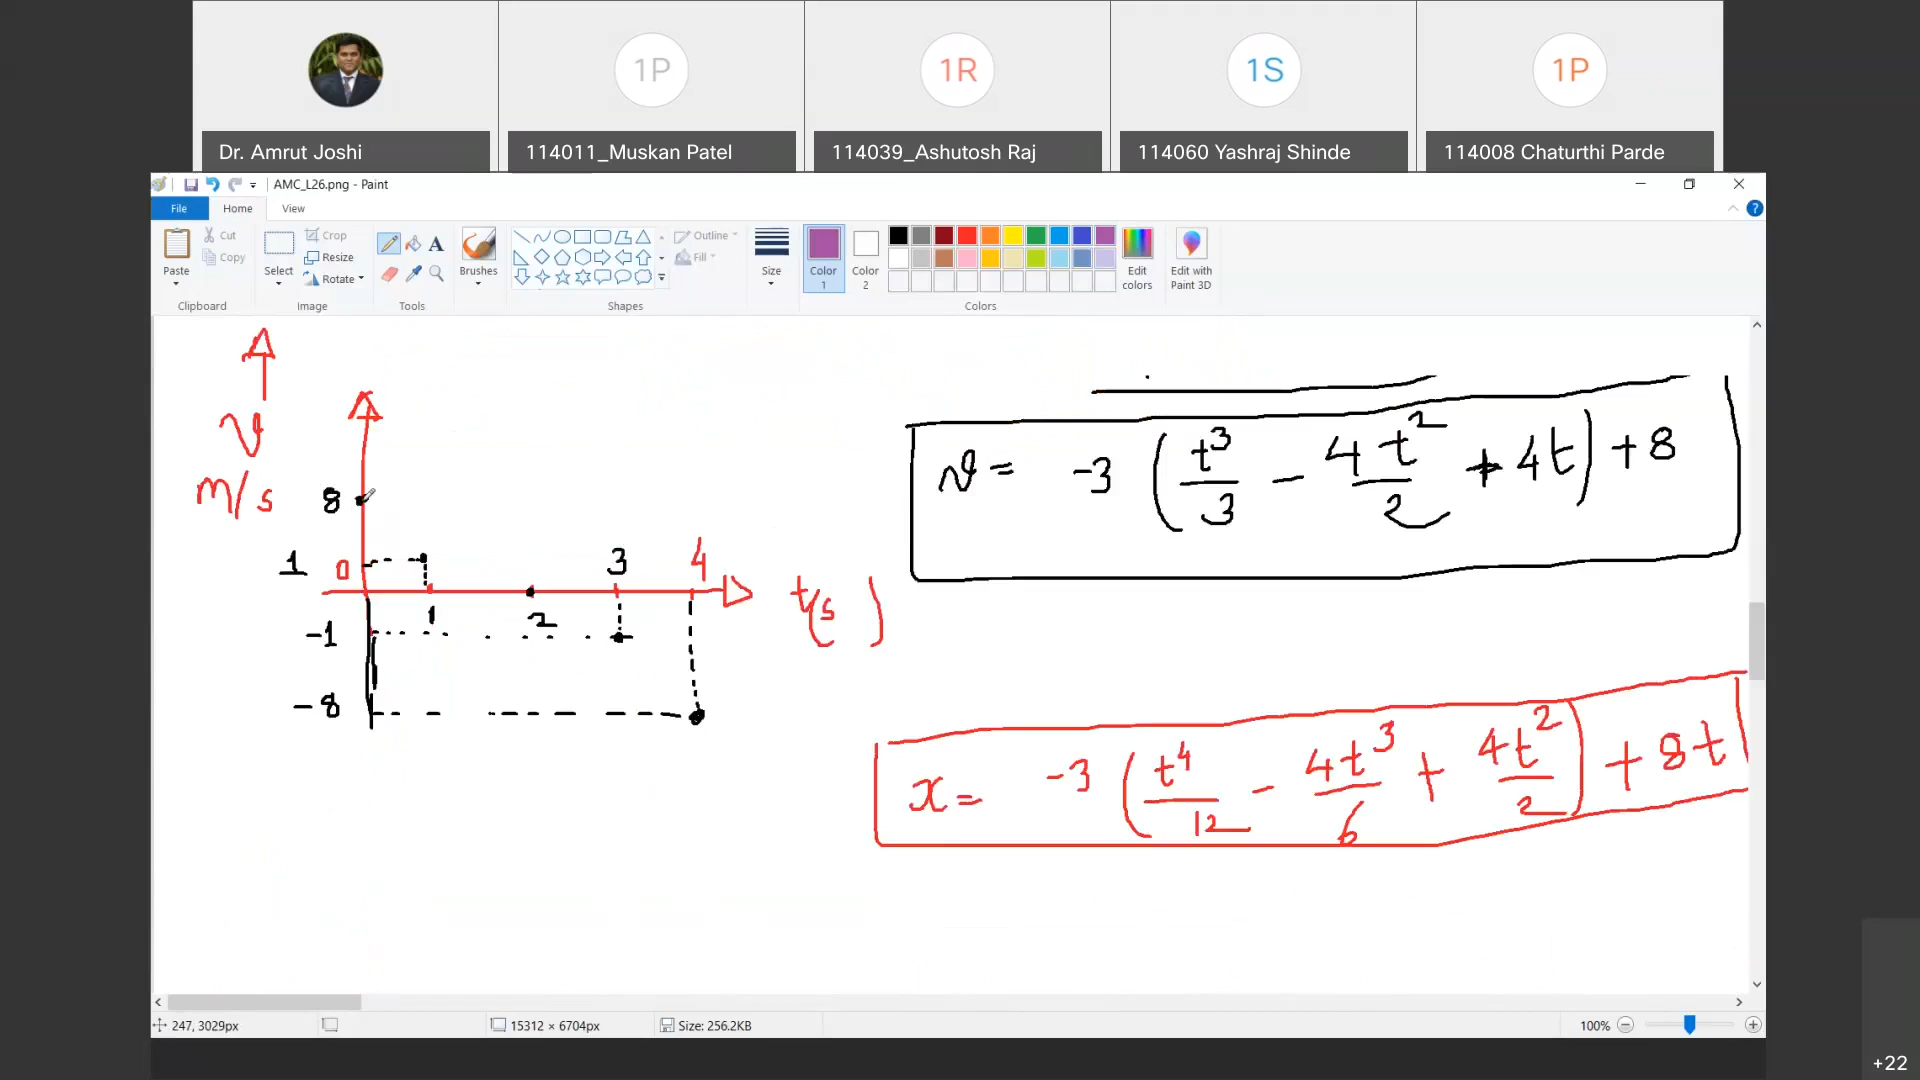 1P
1R
1S
1P
Dr. Amrut Joshi
114011_Muskan Patel
114039_Ashutosh Raj
114060 Yashraj Shinde
114008 Chaturthi Parde
AMC_L26.png - Paint
File
Home
View
Paste
Cut
Copy
Clipboard
Select
Crop
Resize
Rotate
Image
A
Tools
Brushes
Outline
Fill
Shapes
Size
Color 1
Color 2
Edit colors
Colors
Edit with Paint 3D
?
v
m/s
8
1
0
-1
-8
1
2
3
4
t(s)
v = -3 (t³/3 - 4t²/2 + 4t) + 8
x = -3 (t⁴/12 - 4t³/6 + 4t²/2) + 8t
247, 3029px
15312 × 6704px
Size: 256.2KB
100%
+22